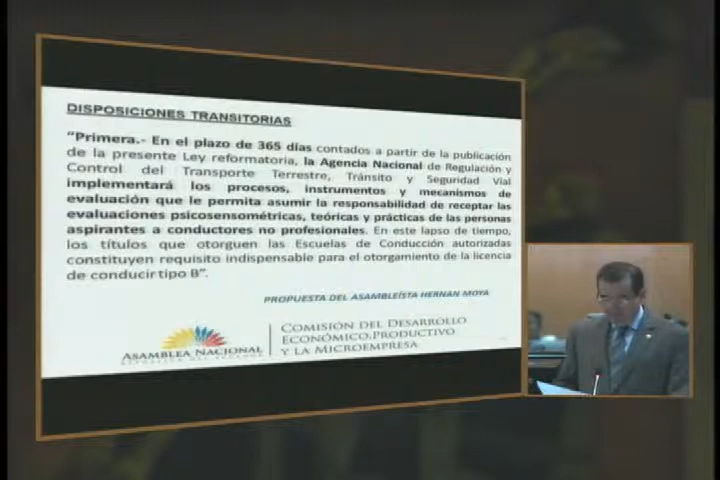 DISPOSICIONES TRANSITORIAS
"Primera.- En el plazo de 365 días contados a partir de la publicación
de la presente Ley reformatoria, la Agencia Nacional de Regulación y
Control del Transporte Terrestre, Tránsito y Seguridad Vial
implementará los procesos, instrumentos y mecanismos de
evaluación que le permita asumir la responsabilidad de receptar las
evaluaciones psicosensométricas, teóricas y prácticas de las personas
aspirantes a conductores no profesionales. En este lapso de tiempo,
los títulos que otorguen las Escuelas de Conducción autorizadas
constituyen requisito indispensable para el otorgamiento de la licencia
de conducir tipo B".
PROPUESTA DEL ASAMBLEÍSTA HERNAN MOYA
ASAMBLEA NACIONAL
REPÚBLICA DEL ECUADOR
COMISIÓN DEL DESARROLLO
ECONÓMICO, PRODUCTIVO
Y LA MICROEMPRESA